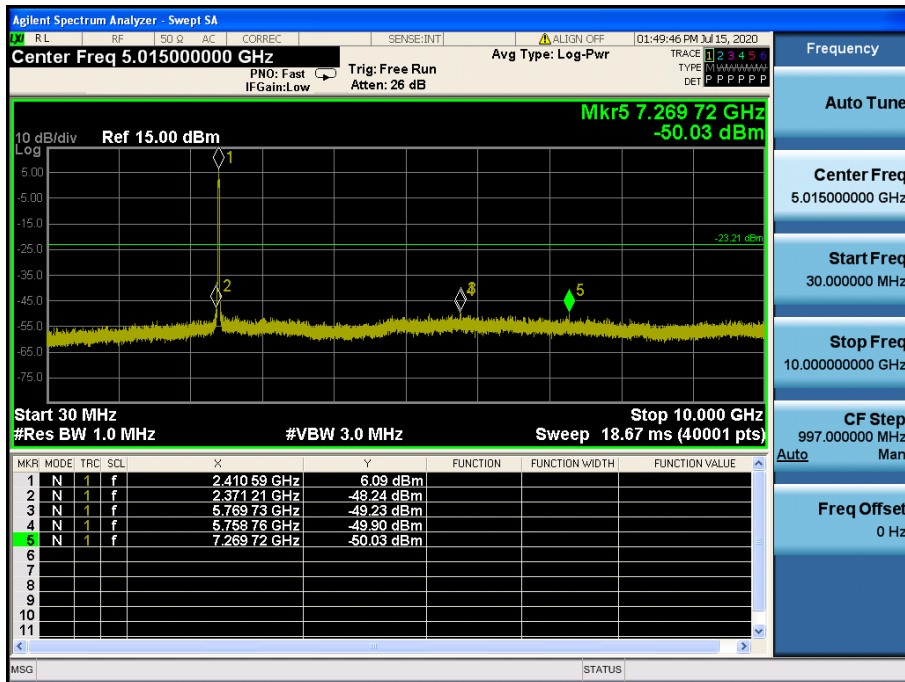 Agilent Spectrum Analyzer - Swept SA
LXI RL RF 50 Ω AC CORREC SENSE:INT ALIGN OFF 01:49:46 PM Jul 15, 2020
Center Freq 5.015000000 GHz
PNO: Fast
IFGain:Low
Trig: Free Run
Atten: 26 dB
Avg Type: Log-Pwr
TRACE 1 2 3 4 5 6
TYPE M WWWWW
DET P P P P P P
Mkr5 7.269 72 GHz
-50.03 dBm
10 dB/div Ref 15.00 dBm
Log
5.00
-5.00
-15.0
-25.0
-35.0
-45.0
-55.0
-65.0
-75.0
1
2
3
4
5
-23.21 dBm
Start 30 MHz Stop 10.000 GHz
#Res BW 1.0 MHz #VBW 3.0 MHz Sweep 18.67 ms (40001 pts)
MKR MODE TRC SCL X Y FUNCTION FUNCTION WIDTH FUNCTION VALUE
1 N 1 f 2.410 59 GHz 6.09 dBm
2 N 1 f 2.371 21 GHz -48.24 dBm
3 N 1 f 5.769 73 GHz -49.23 dBm
4 N 1 f 5.758 76 GHz -49.90 dBm
5 N 1 f 7.269 72 GHz -50.03 dBm
6
7
8
9
10
11
MSG STATUS
Frequency
Auto Tune
Center Freq
5.015000000 GHz
Start Freq
30.000000 MHz
Stop Freq
10.000000000 GHz
CF Step
997.000000 MHz
Auto Man
Freq Offset
0 Hz